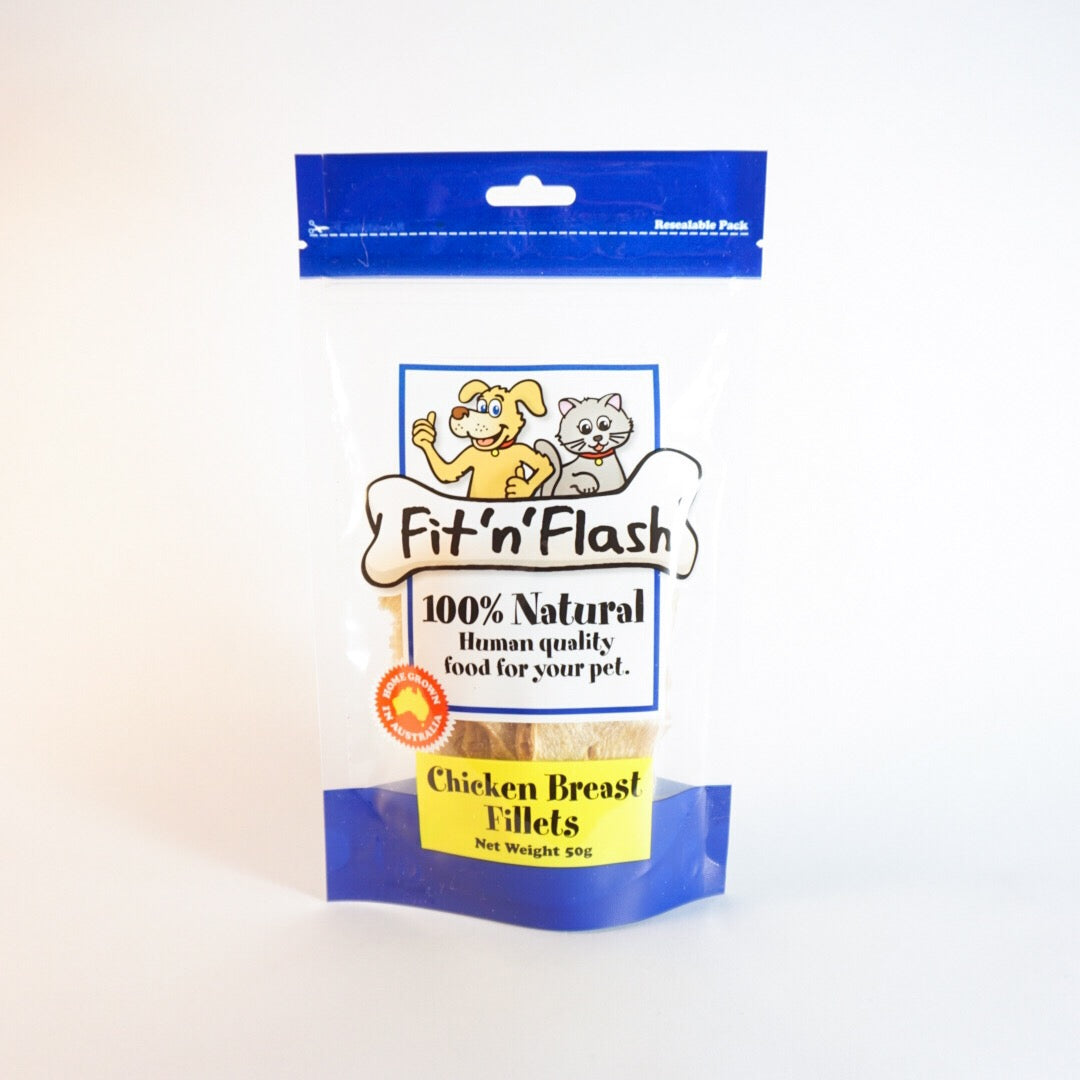 Resealable Pack
Fit'n'Flash
100% Natural
Human quality
food for your pet.
HOME GROWN
IN AUSTRALIA
Chicken Breast
Fillets
Net Weight 50g